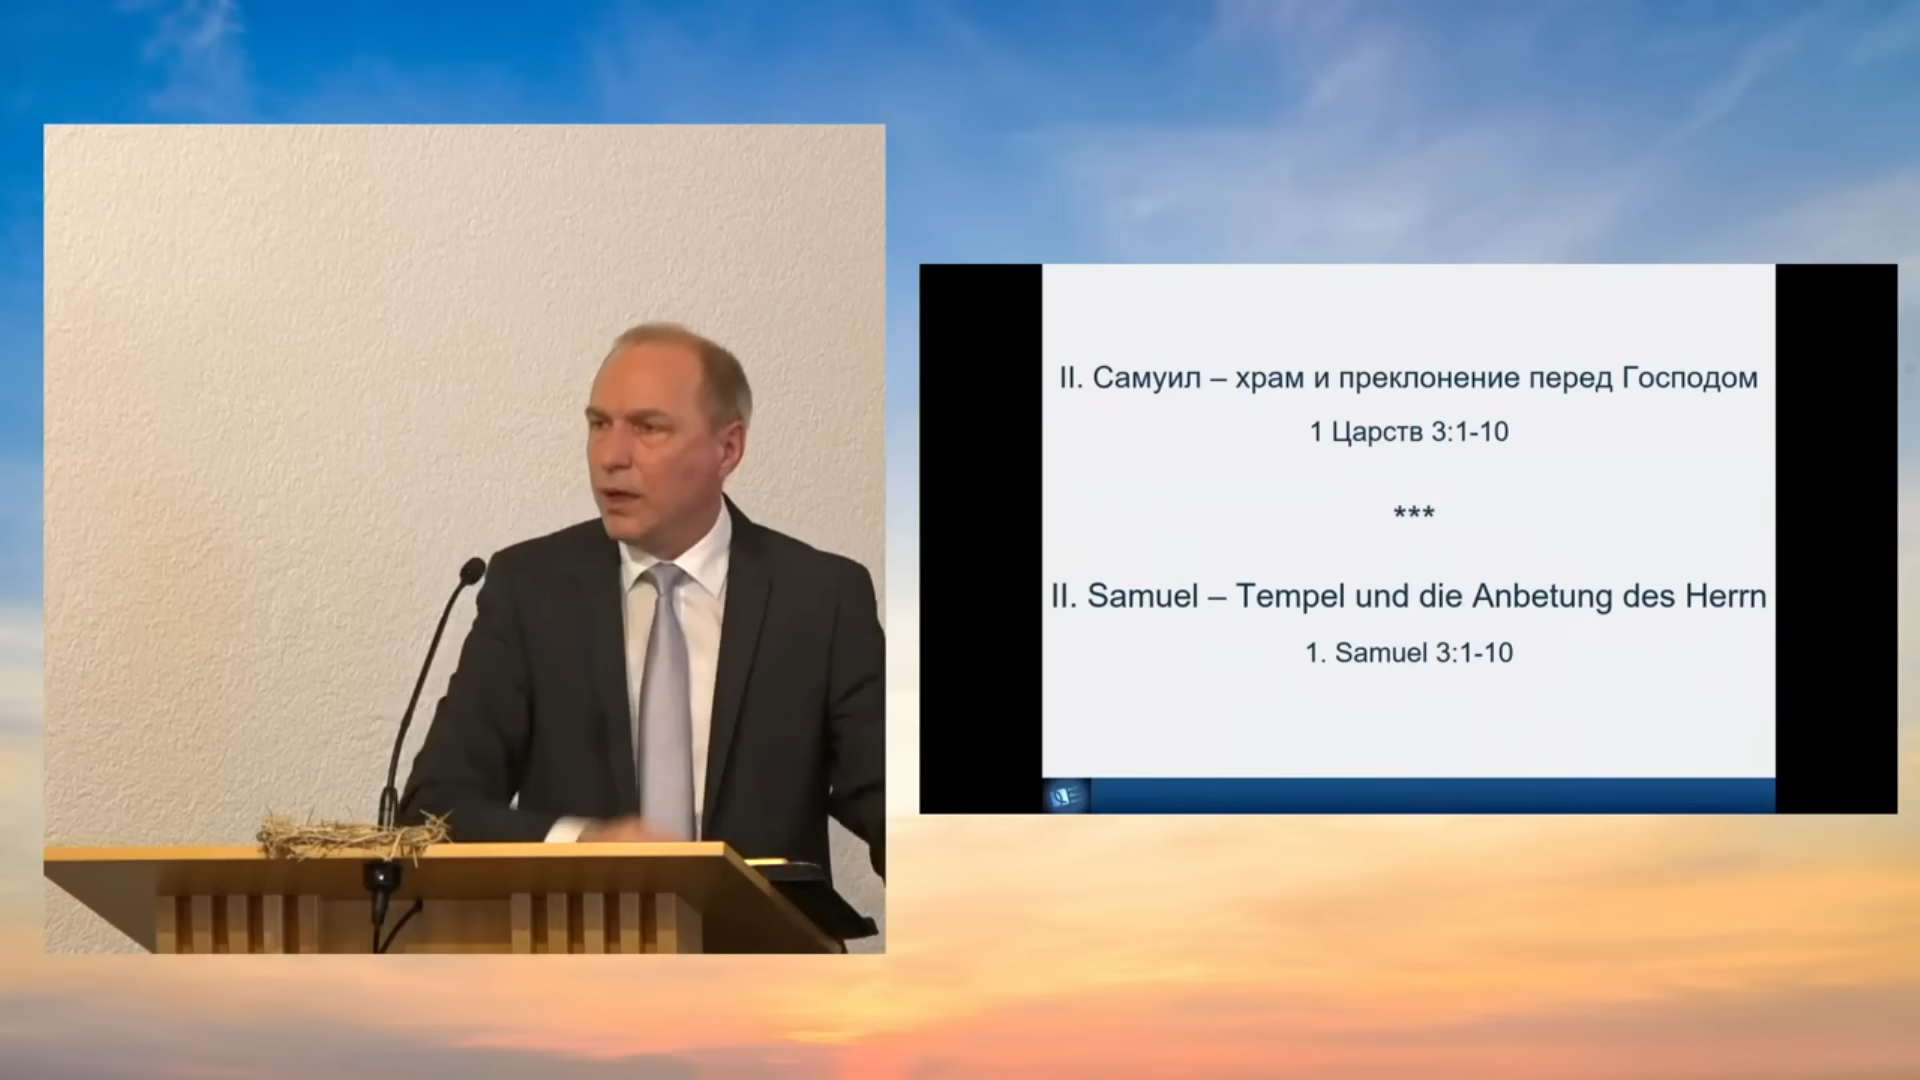 II. Самуил – храм и преклонение перед Господом
1 Царств 3:1-10
***
II. Samuel – Tempel und die Anbetung des Herrn
1. Samuel 3:1-10